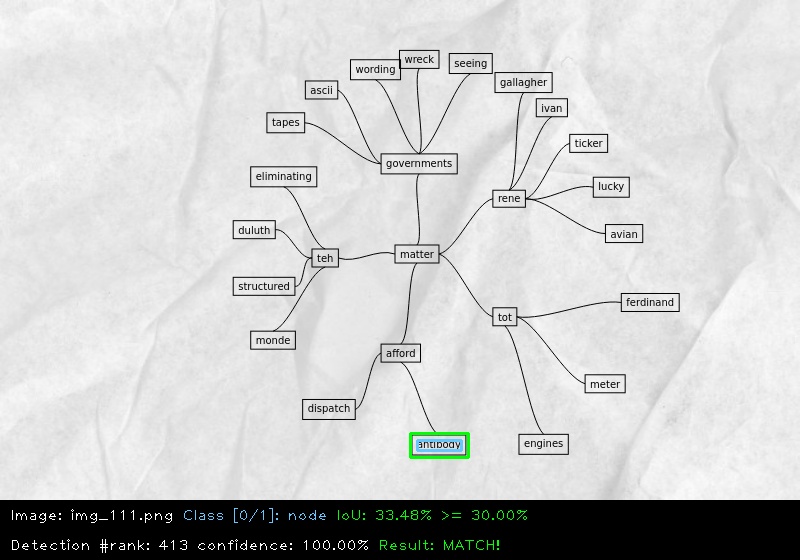 wreck
wording
seeing
gallagher
ascii
ivan
tapes
ticker
governments
eliminating
lucky
rene
duluth
avian
matter
teh
structured
ferdinand
tot
monde
afford
meter
dispatch
antibody
engines
Image: img_111.png Class [0/1]: node IoU: 33.48% >= 30.00%
Detection #rank: 413 confidence: 100.00% Result: MATCH!